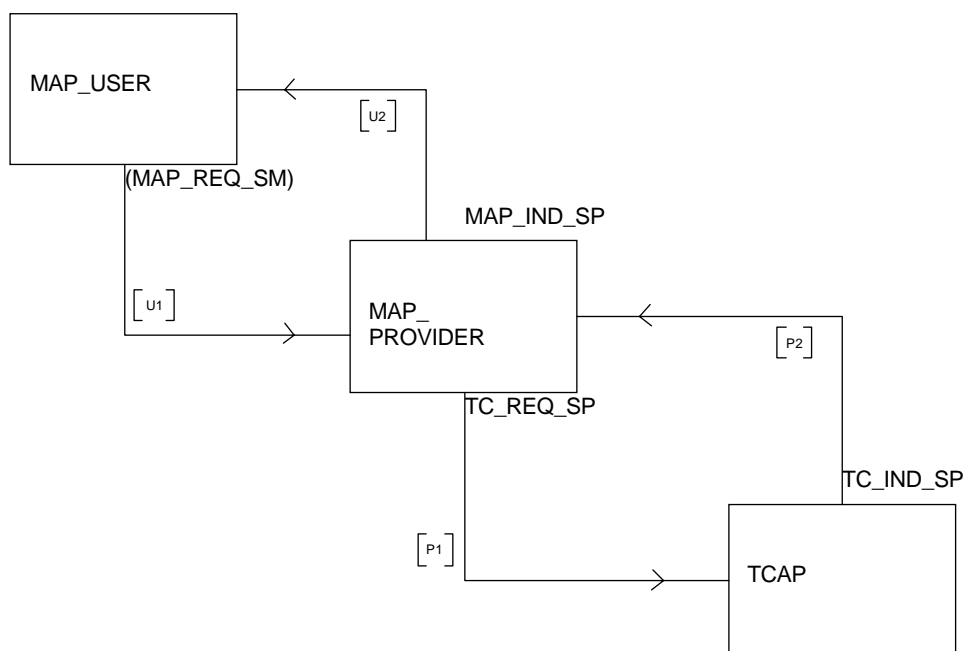 MAP_USER
[U2]
(MAP_REQ_SM)
MAP_IND_SP
[U1]
MAP_
PROVIDER
[P2]
TC_REQ_SP
TC_IND_SP
[P1]
TCAP